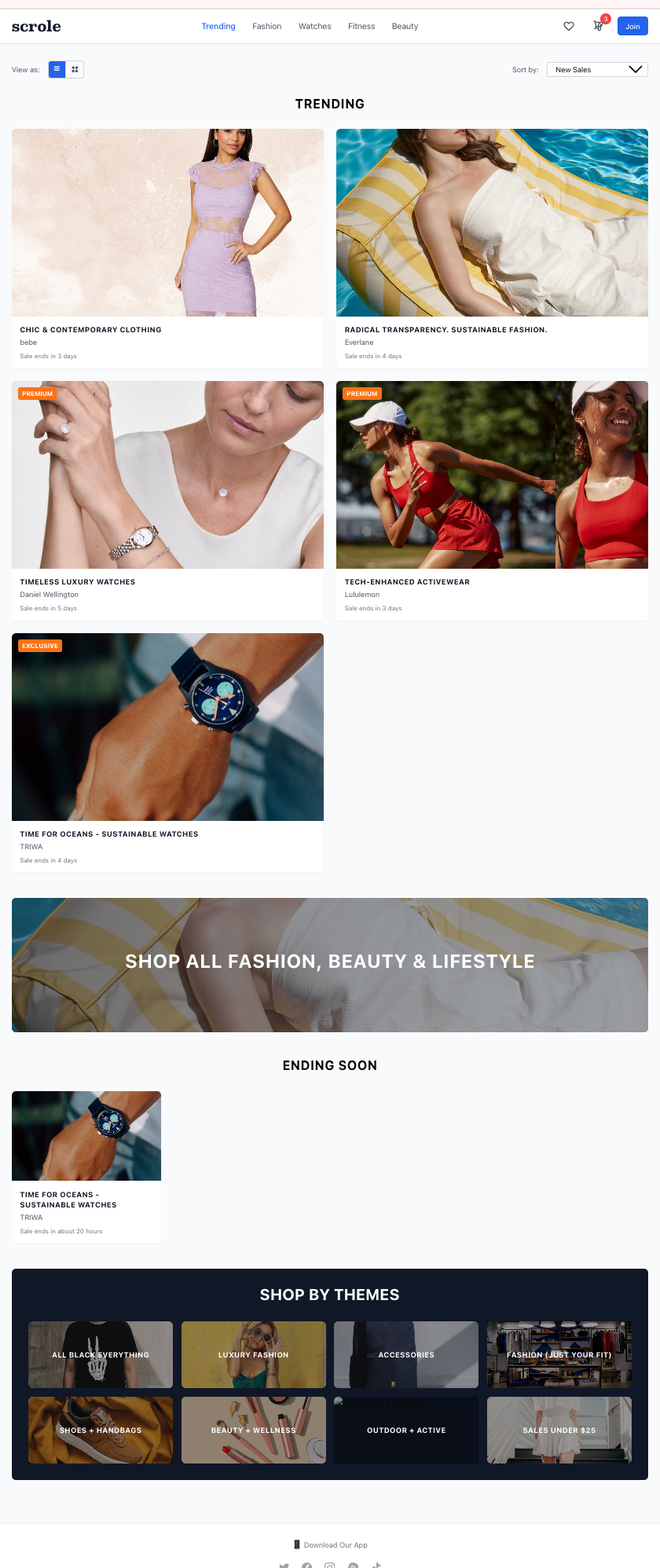 scrole
Trending
Fashion
Watches
Fitness
Beauty
3
Join
View as:
Sort by:
New Sales
TRENDING
CHIC & CONTEMPORARY CLOTHING
bebe
Sale ends in 3 days
RADICAL TRANSPARENCY. SUSTAINABLE FASHION.
Everlane
Sale ends in 4 days
PREMIUM
TIMELESS LUXURY WATCHES
Daniel Wellington
Sale ends in 5 days
PREMIUM
TECH-ENHANCED ACTIVEWEAR
Lululemon
Sale ends in 3 days
EXCLUSIVE
TIME FOR OCEANS - SUSTAINABLE WATCHES
TRIWA
Sale ends in 4 days
SHOP ALL FASHION, BEAUTY & LIFESTYLE
ENDING SOON
TIME FOR OCEANS -
SUSTAINABLE WATCHES
TRIWA
Sale ends in about 20 hours
SHOP BY THEMES
ALL BLACK EVERYTHING
LUXURY FASHION
ACCESSORIES
FASHION (JUST YOUR FIT)
SHOES + HANDBAGS
BEAUTY + WELLNESS
OUTDOOR + ACTIVE
SALES UNDER $25
Download Our App